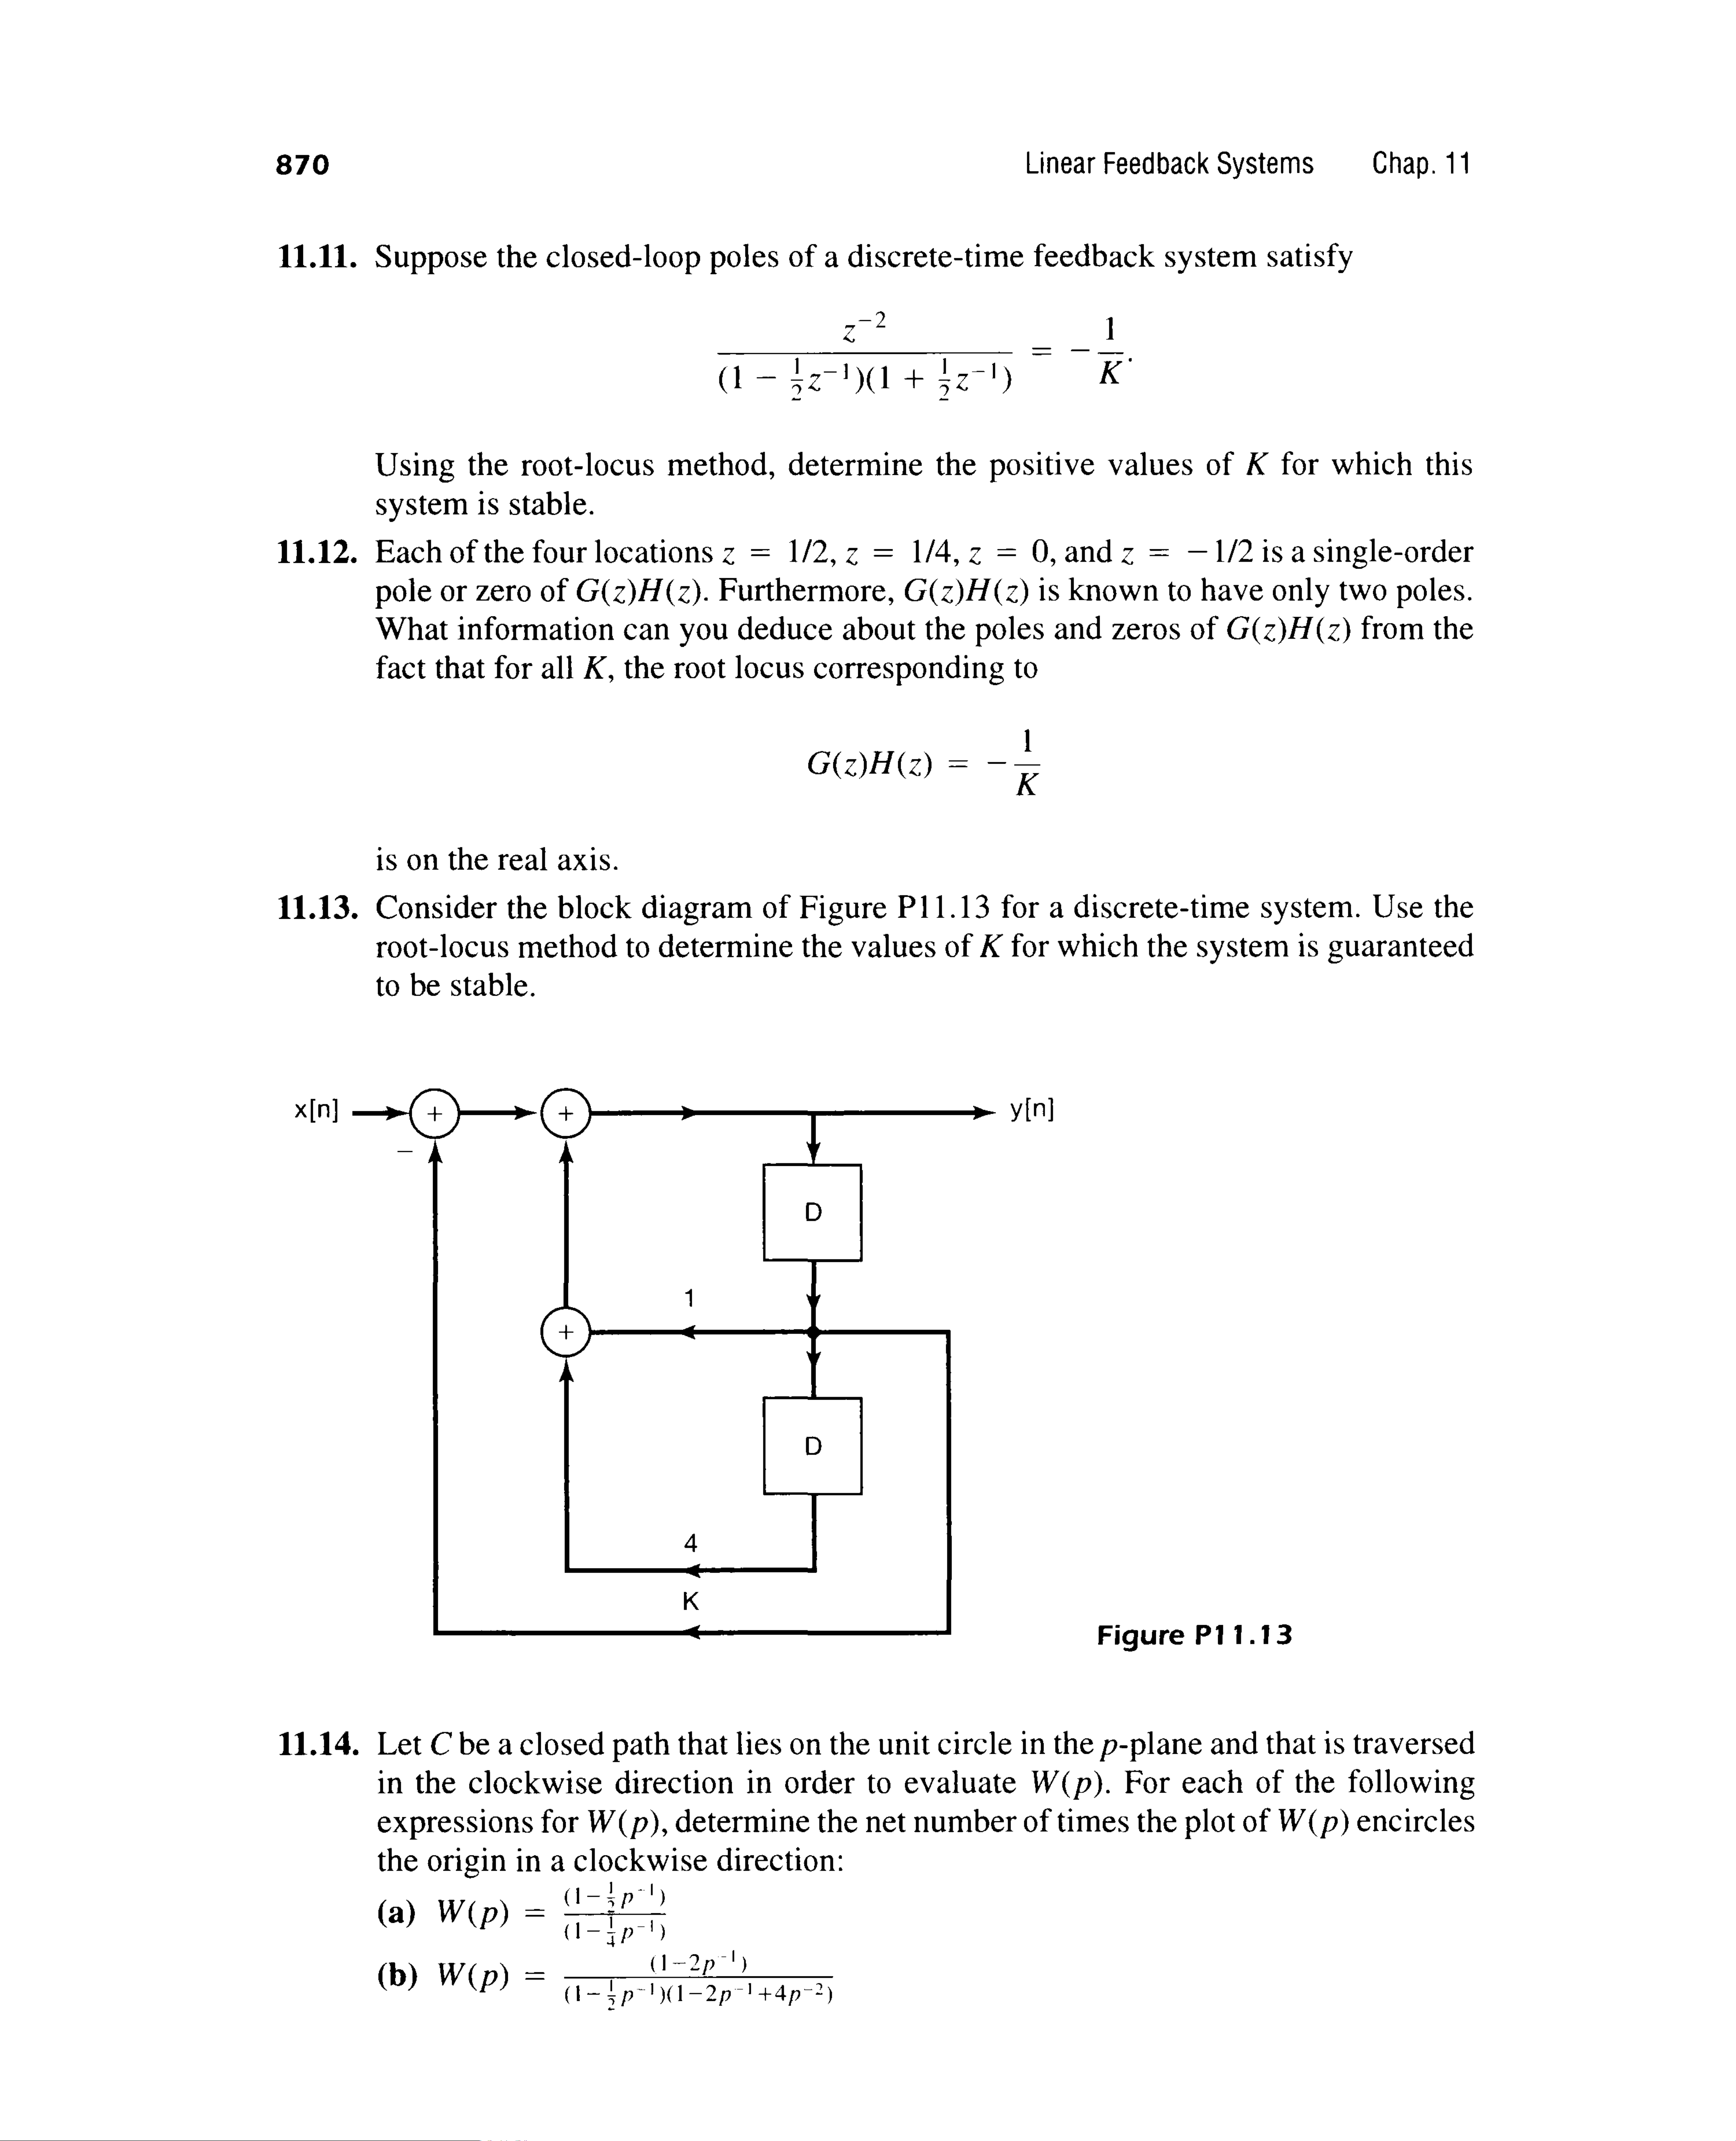 870 Linear Feedback Systems Chap. 11
11.11. Suppose the closed-loop poles of a discrete-time feedback system satisfy
z^{-2} / ((1 - 1/2 z^{-1})(1 + 1/2 z^{-1})) = -1/K.
Using the root-locus method, determine the positive values of K for which this
system is stable.
11.12. Each of the four locations z = 1/2, z = 1/4, z = 0, and z = -1/2 is a single-order
pole or zero of G(z)H(z). Furthermore, G(z)H(z) is known to have only two poles.
What information can you deduce about the poles and zeros of G(z)H(z) from the
fact that for all K, the root locus corresponding to
G(z)H(z) = -1/K
is on the real axis.
11.13. Consider the block diagram of Figure P11.13 for a discrete-time system. Use the
root-locus method to determine the values of K for which the system is guaranteed
to be stable.
x[n] + + y[n]
−
D
1
+
D
4
K
Figure P11.13
11.14. Let C be a closed path that lies on the unit circle in the p-plane and that is traversed
in the clockwise direction in order to evaluate W(p). For each of the following
expressions for W(p), determine the net number of times the plot of W(p) encircles
the origin in a clockwise direction:
(a) W(p) = (1 - 1/2 p^{-1}) / (1 - 1/4 p^{-1})
(b) W(p) = (1 - 2p^{-1}) / ((1 - 1/2 p^{-1})(1 - 2p^{-1} + 4p^{-2}))